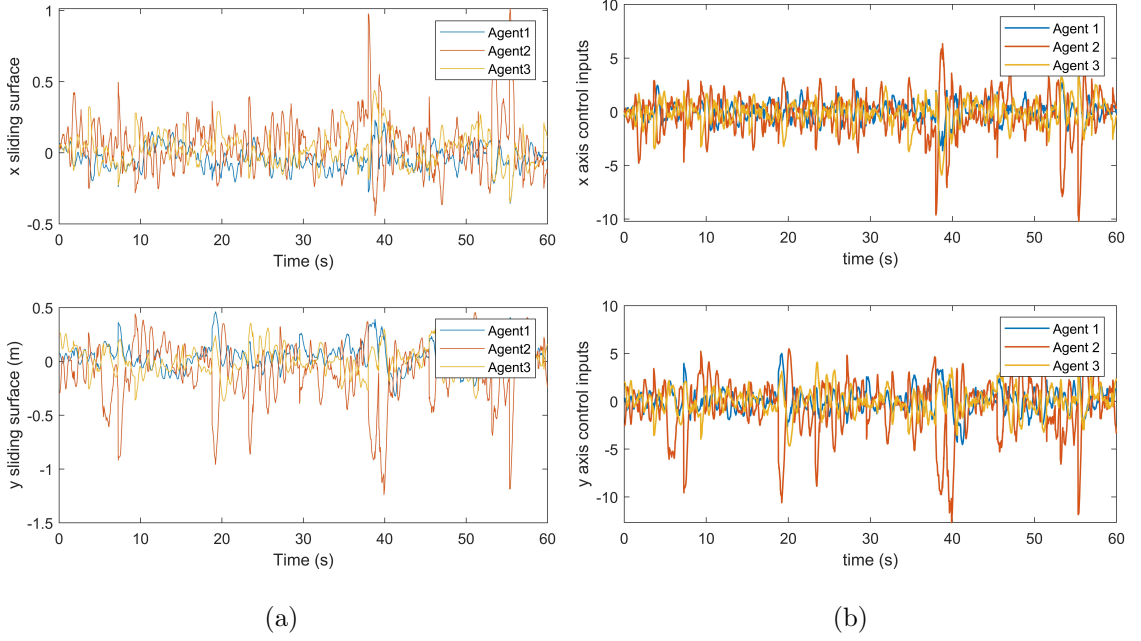 x sliding surface
1
0.5
0
-0.5
0 10 20 30 40 50 60
Time (s)
Agent1
Agent2
Agent3
x axis control inputs
10
5
0
-5
-10
0 10 20 30 40 50 60
time (s)
Agent 1
Agent 2
Agent 3
y sliding surface (m)
0.5
0
-0.5
-1
-1.5
0 10 20 30 40 50 60
Time (s)
Agent1
Agent2
Agent3
y axis control inputs
10
5
0
-5
-10
0 10 20 30 40 50 60
time (s)
Agent 1
Agent 2
Agent 3
(a)
(b)